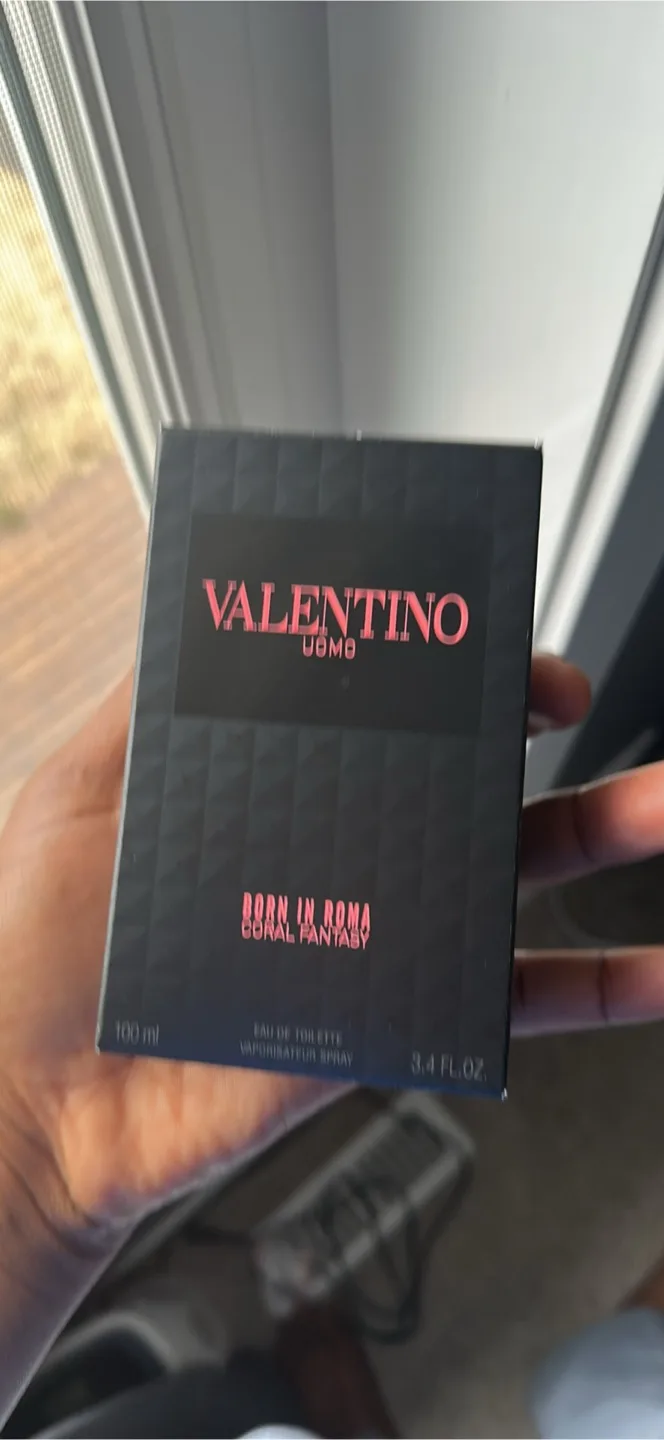 VALENTINO
UOMO
BORN IN ROMA
CORAL FANTASY
EAU DE TOILETTE
VAPORISATEUR SPRAY
100 ml
3.4 FL.OZ.